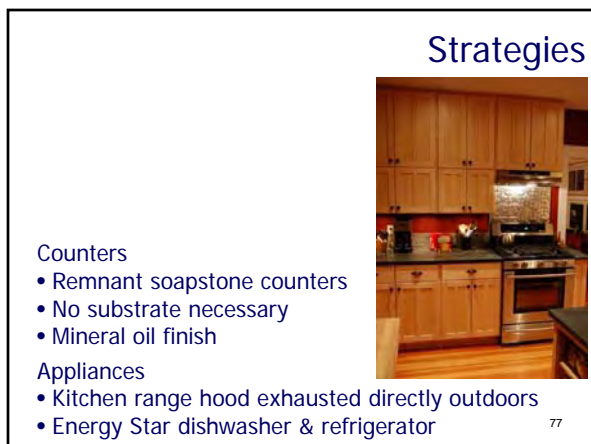 Strategies
Counters
• Remnant soapstone counters
• No substrate necessary
• Mineral oil finish
Appliances
• Kitchen range hood exhausted directly outdoors
• Energy Star dishwasher & refrigerator
77